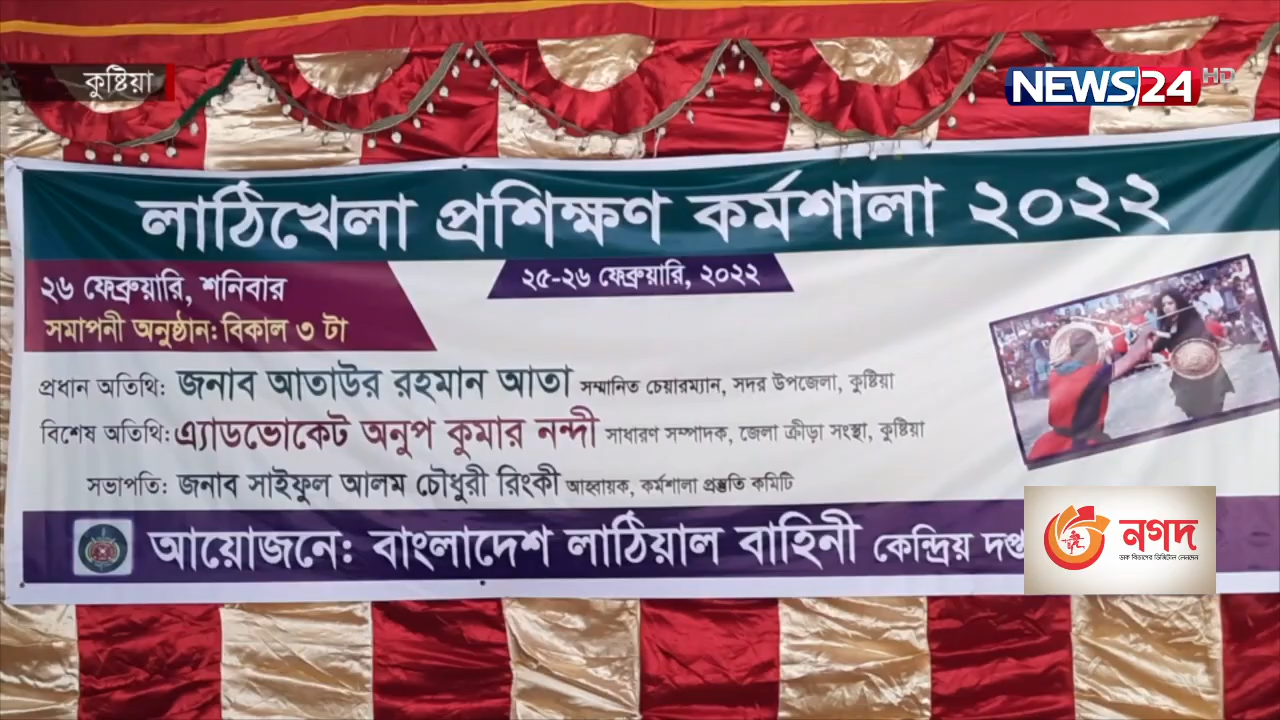 কুষ্টিয়া
NEWS24 HD
লাঠিখেলা প্রশিক্ষণ কর্মশালা ২০২২
২৬ ফেব্রুয়ারি, শনিবার
সমাপনী অনুষ্ঠান: বিকাল ৩ টা
২৫-২৬ ফেব্রুয়ারি, ২০২২
প্রধান অতিথি: জনাব আতাউর রহমান আতা সম্মানিত চেয়ারম্যান, সদর উপজেলা, কুষ্টিয়া
বিশেষ অতিথি: এ্যাডভোকেট অনুপ কুমার নন্দী সাধারণ সম্পাদক, জেলা ক্রীড়া সংস্থা, কুষ্টিয়া
সভাপতি: জনাব সাইফুল আলম চৌধুরী রিংকী আহ্বায়ক, কর্মশালা প্রস্তুতি কমিটি
আয়োজনে: বাংলাদেশ লাঠিয়াল বাহিনী কেন্দ্রিয়
নগদ
ডাক বিভাগের ডিজিটাল লেনদেন